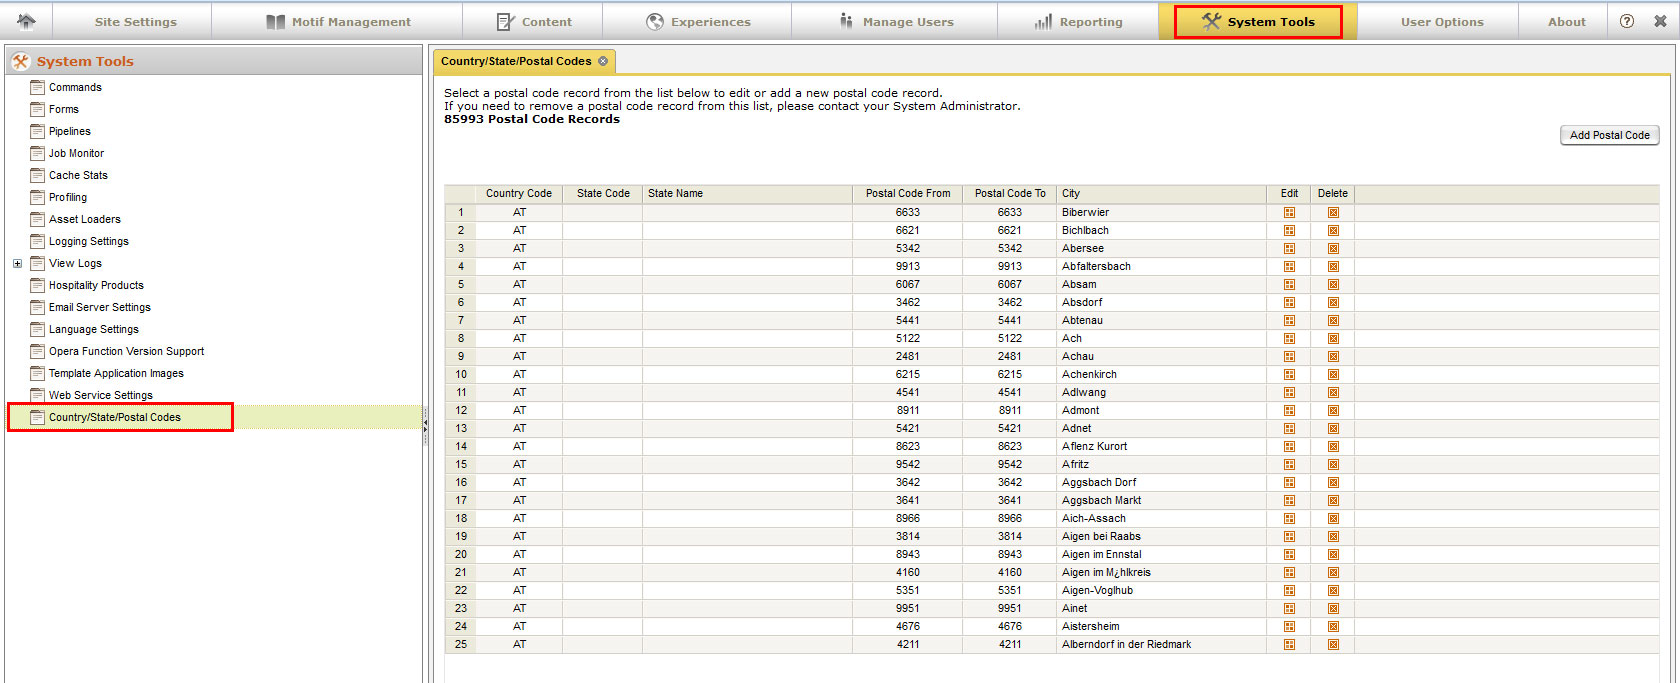 Site Settings Motif Management Content Experiences Manage Users Reporting System Tools User Options About
System Tools
Commands
Forms
Pipelines
Job Monitor
Cache Stats
Profiling
Asset Loaders
Logging Settings
View Logs
Hospitality Products
Email Server Settings
Language Settings
Opera Function Version Support
Template Application Images
Web Service Settings
Country/State/Postal Codes
Country/State/Postal Codes
Select a postal code record from the list below to edit or add a new postal code record.
If you need to remove a postal code record from this list, please contact your System Administrator.
85993 Postal Code Records
Add Postal Code
Country Code State Code State Name Postal Code From Postal Code To City Edit Delete
1 AT 6633 6633 Biberwier
2 AT 6621 6621 Bichlbach
3 AT 5342 5342 Abersee
4 AT 9913 9913 Abfaltersbach
5 AT 6067 6067 Absam
6 AT 3462 3462 Absdorf
7 AT 5441 5441 Abtenau
8 AT 5122 5122 Ach
9 AT 2481 2481 Achau
10 AT 6215 6215 Achenkirch
11 AT 4541 4541 Adlwang
12 AT 8911 8911 Admont
13 AT 5421 5421 Adnet
14 AT 8623 8623 Aflenz Kurort
15 AT 9542 9542 Afritz
16 AT 3642 3642 Aggsbach Dorf
17 AT 3641 3641 Aggsbach Markt
18 AT 8966 8966 Aich-Assach
19 AT 3814 3814 Aigen bei Raabs
20 AT 8943 8943 Aigen im Ennstal
21 AT 4160 4160 Aigen im M¿hlkreis
22 AT 5351 5351 Aigen-Voglhub
23 AT 9951 9951 Ainet
24 AT 4676 4676 Aistersheim
25 AT 4211 4211 Alberndorf in der Riedmark